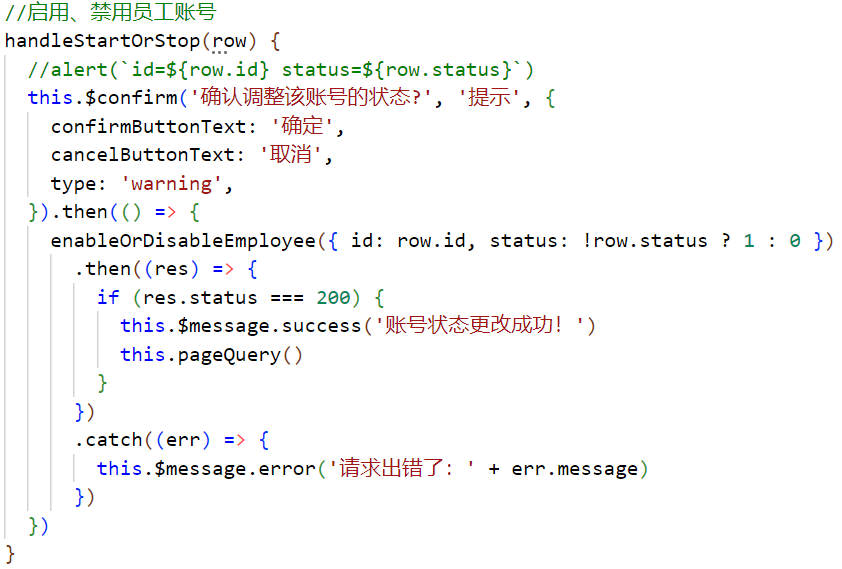 //启用、禁用员工账号
handleStartOrStop(row) {
  //alert(`id=${row.id} status=${row.status}`)
  this.$confirm('确认调整该账号的状态?', '提示', {
    confirmButtonText: '确定',
    cancelButtonText: '取消',
    type: 'warning',
  }).then(() => {
    enableOrDisableEmployee({ id: row.id, status: !row.status ? 1 : 0 })
      .then((res) => {
        if (res.status === 200) {
          this.$message.success('账号状态更改成功！')
          this.pageQuery()
        }
      })
      .catch((err) => {
        this.$message.error('请求出错了：' + err.message)
      })
  })
}